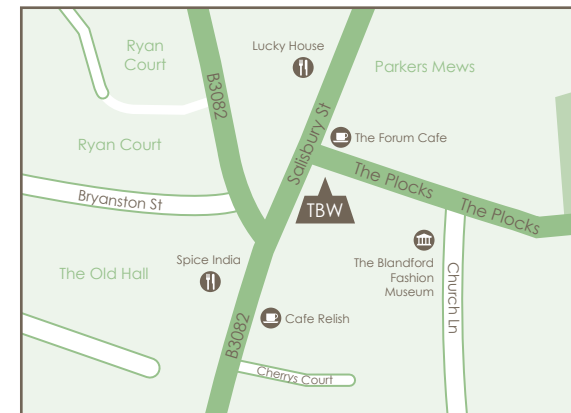 Ryan
Court
Lucky House
Parkers Mews
B3082
Salisbury St
The Forum Cafe
Ryan Court
The Plocks
The Plocks
Bryanston St
TBW
Spice India
The Old Hall
The Blandford
Fashion
Museum
Church Ln
Cafe Relish
B3082
Cherrys Court